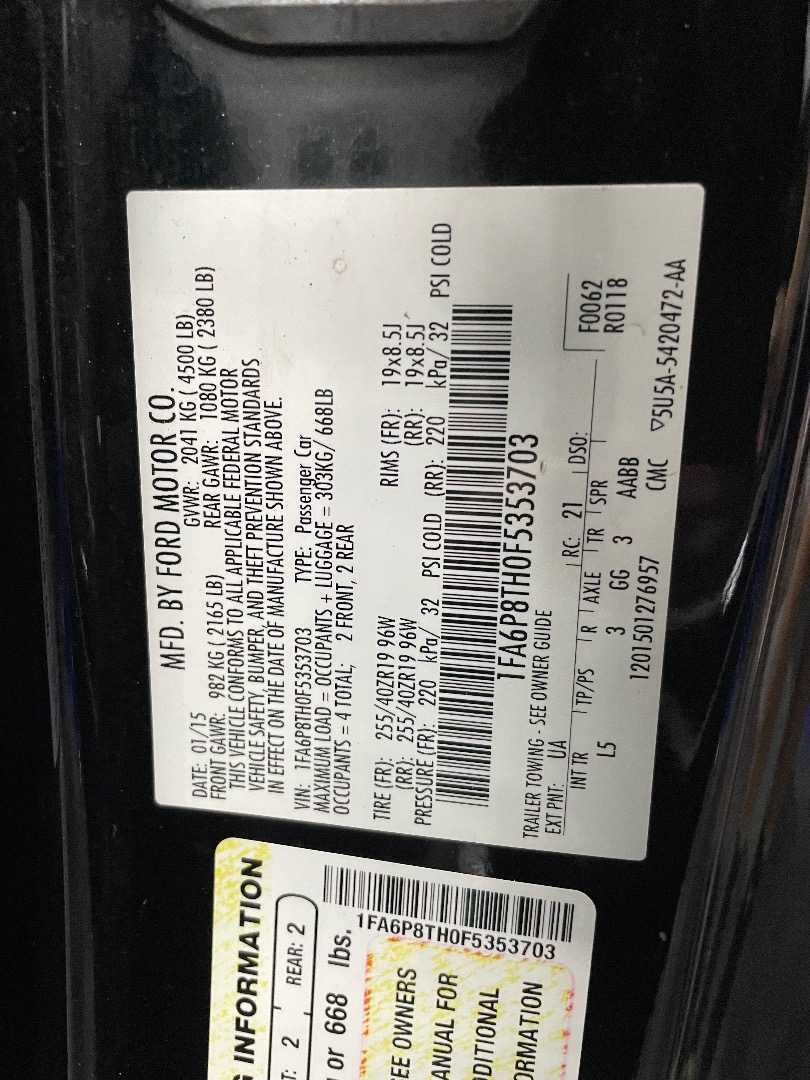 MFD. BY FORD MOTOR CO.
DATE: 01/15 GVWR: 2041 KG ( 4500 LB)
FRONT GAWR: 982 KG ( 2165 LB) REAR GAWR: 1080 KG ( 2380 LB)
THIS VEHICLE CONFORMS TO ALL APPLICABLE FEDERAL MOTOR
VEHICLE SAFETY, BUMPER, AND THEFT PREVENTION STANDARDS
IN EFFECT ON THE DATE OF MANUFACTURE SHOWN ABOVE.
VIN: 1FA6P8TH0F5353703 TYPE: Passenger Car
MAXIMUM LOAD = OCCUPANTS + LUGGAGE = 303KG/ 668LB
OCCUPANTS = 4 TOTAL; 2 FRONT, 2 REAR
TIRE (FR): 255/40ZR19 96W RIMS (FR): 19x8.5J
(RR): 255/40ZR19 96W (RR): 19x8.5J
PRESSURE (FR): 220 kPa/ 32 PSI COLD (RR): 220 kPa/ 32 PSI COLD
1FA6P8TH0F5353703
TRAILER TOWING - SEE OWNER GUIDE
EXT PNT: UA RC: 21 DSO: F0062
INT TR TP/PS R AXLE TR SPR R0118
L5 3 GG 3 AABB
1201501276957 CMC ▽5U5A-5420472-AA
INFORMATION
2 REAR: 2
or 668 lbs.
1FA6P8TH0F5353703
OWNERS
FOR